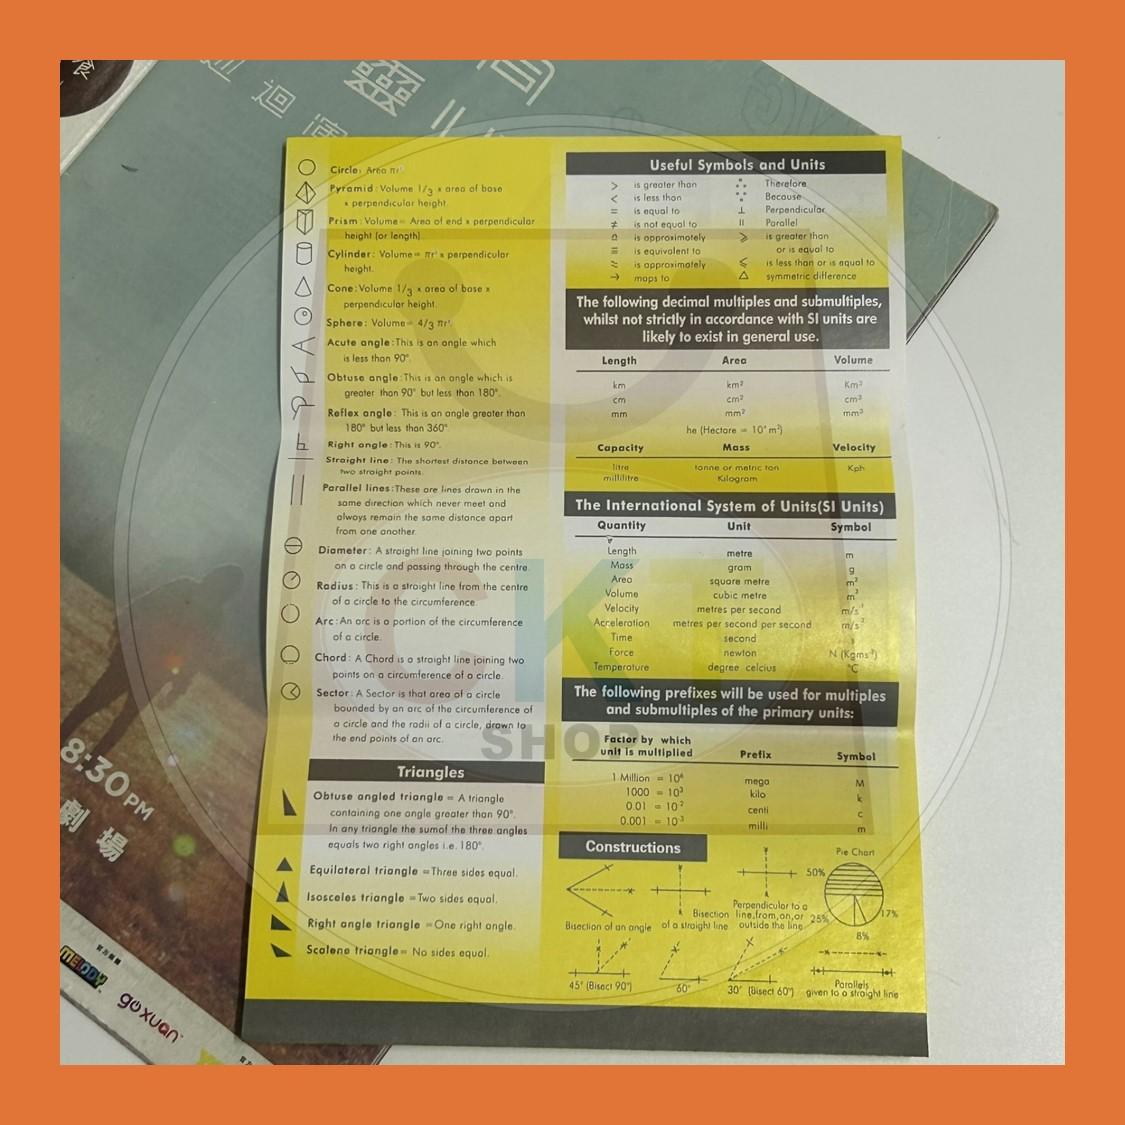 迴
靈
8:30PM
劇 場
MELODY
goxuan
Circle: Area πr²
Pyramid: Volume 1/3 x area of base
x perpendicular height.
Prism: Volume= Area of end x perpendicular
height (or length).
Cylinder: Volume= πr² x perpendicular
height.
Cone: Volume 1/3 x area of base x
perpendicular height.
Sphere: Volume= 4/3 πr³.
Acute angle: This is an angle which
is less than 90°.
Obtuse angle: This is an angle which is
greater than 90° but less than 180°.
Reflex angle: This is an angle greater than
180° but less than 360°.
Right angle: This is 90°.
Straight line: The shortest distance between
two straight points.
Parallel lines: These are lines drawn in the
same direction which never meet and
always remain the same distance apart
from one another.
Diameter: A straight line joining two points
on a circle and passing through the centre.
Radius: This is a straight line from the centre
of a circle to the circumference.
Arc: An arc is a portion of the circumference
of a circle.
Chord: A Chord is a straight line joining two
points on a circumference of a circle.
Sector: A Sector is that area of a circle
bounded by an arc of the circumference of
a circle and the radii of a circle, drawn to
the end points of an arc.
Triangles
Obtuse angled triangle = A triangle
containing one angle greater than 90°.
In any triangle the sumof the three angles
equals two right angles i.e. 180°.
Equilateral triangle =Three sides equal.
Isosceles triangle =Two sides equal.
Right angle triangle =One right angle.
Scalene triangle= No sides equal.
Useful Symbols and Units
> is greater than ∴ Therefore
< is less than ∵ Because
= is equal to ⊥ Perpendicular
≠ is not equal to || Parallel
is approximately ⩾ is greater than
or is equal to
≡ is equivalent to
is approximately ⩽ is less than or is equal to
→ maps to △ symmetric difference
The following decimal multiples and submultiples,
whilst not strictly in accordance with SI units are
likely to exist in general use.
Length Area Volume
km km² Km³
cm cm² cm³
mm mm² mm³
he (Hectare = 10⁴ m²)
Capacity Mass Velocity
litre tonne or metric ton Kph
millilitre Kilogram
The International System of Units(SI Units)
Quantity Unit Symbol
Length metre m
Mass gram g
Area square metre m²
Volume cubic metre m³
Velocity metres per second m/s⁻¹
Acceleration metres per second per second m/s⁻²
Time second s
Force newton N (Kgms⁻²)
Temperature degree celcius °C
The following prefixes will be used for multiples
and submultiples of the primary units:
Factor by which
unit is multiplied Prefix Symbol
1 Million = 10⁶ mega M
1000 = 10³ kilo k
0.01 = 10⁻² centi c
0.001 = 10⁻³ milli m
Constructions
Bisection of an angle
Bisection
of a straight line
Perpendicular to a
line,from,on,or
outside the line
Pie Chart
50%
25%
17%
8%
45° (Bisect 90°)
60°
30° (Bisect 60°)
Parallels
given to a straight line
CKT
SHOP